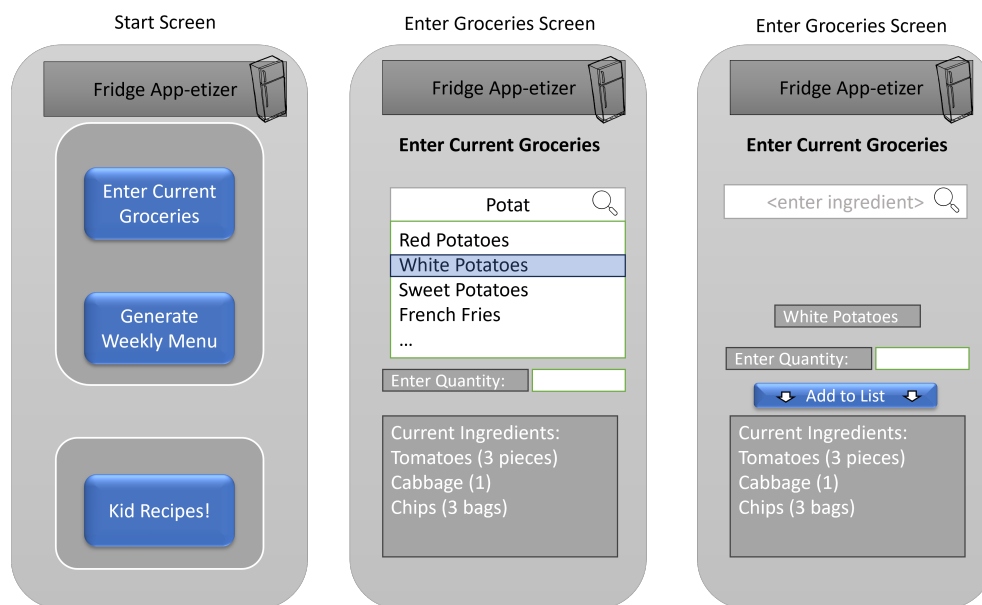 Start Screen
Fridge App-etizer
Enter Current
Groceries
Generate
Weekly Menu
Kid Recipes!
Enter Groceries Screen
Fridge App-etizer
Enter Current Groceries
Potat
Red Potatoes
White Potatoes
Sweet Potatoes
French Fries
...
Enter Quantity:
Current Ingredients:
Tomatoes (3 pieces)
Cabbage (1)
Chips (3 bags)
Enter Groceries Screen
Fridge App-etizer
Enter Current Groceries
<enter ingredient>
White Potatoes
Enter Quantity:
Add to List
Current Ingredients:
Tomatoes (3 pieces)
Cabbage (1)
Chips (3 bags)